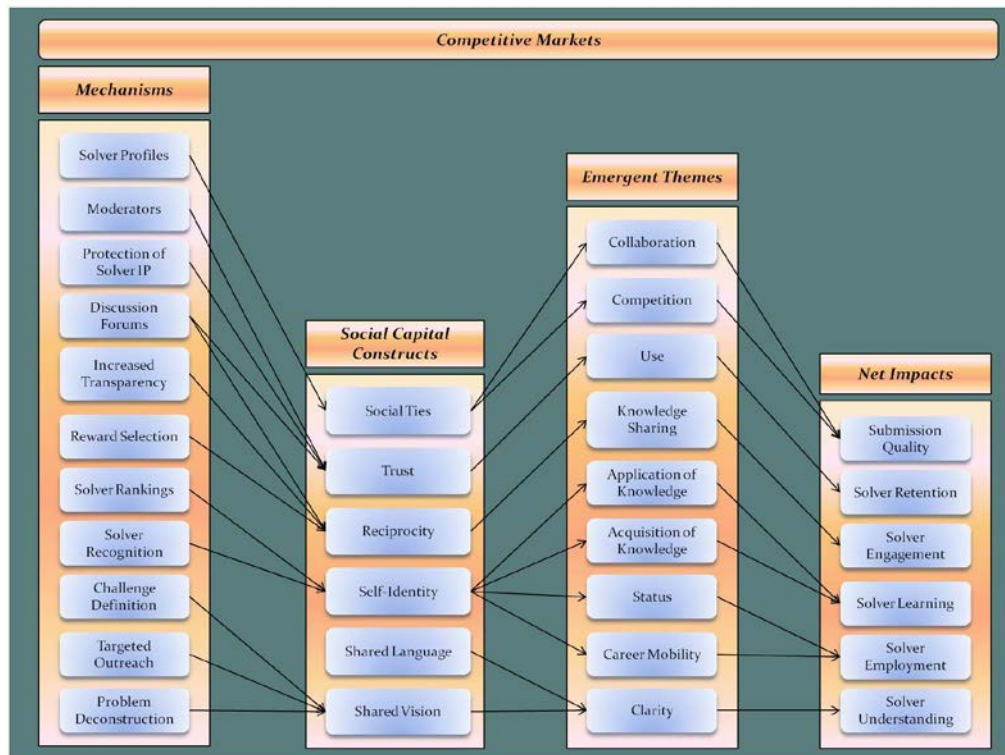 Competitive Markets
Mechanisms
Solver Profiles
Moderators
Protection of
Solver IP
Discussion
Forums
Increased
Transparency
Reward Selection
Solver Rankings
Solver
Recognition
Challenge
Definition
Targeted
Outreach
Problem
Deconstruction
Social Capital
Constructs
Social Ties
Trust
Reciprocity
Self-Identity
Shared Language
Shared Vision
Emergent Themes
Collaboration
Competition
Use
Knowledge
Sharing
Application of
Knowledge
Acquisition of
Knowledge
Status
Career Mobility
Clarity
Net Impacts
Submission
Quality
Solver Retention
Solver
Engagement
Solver Learning
Solver
Employment
Solver
Understanding